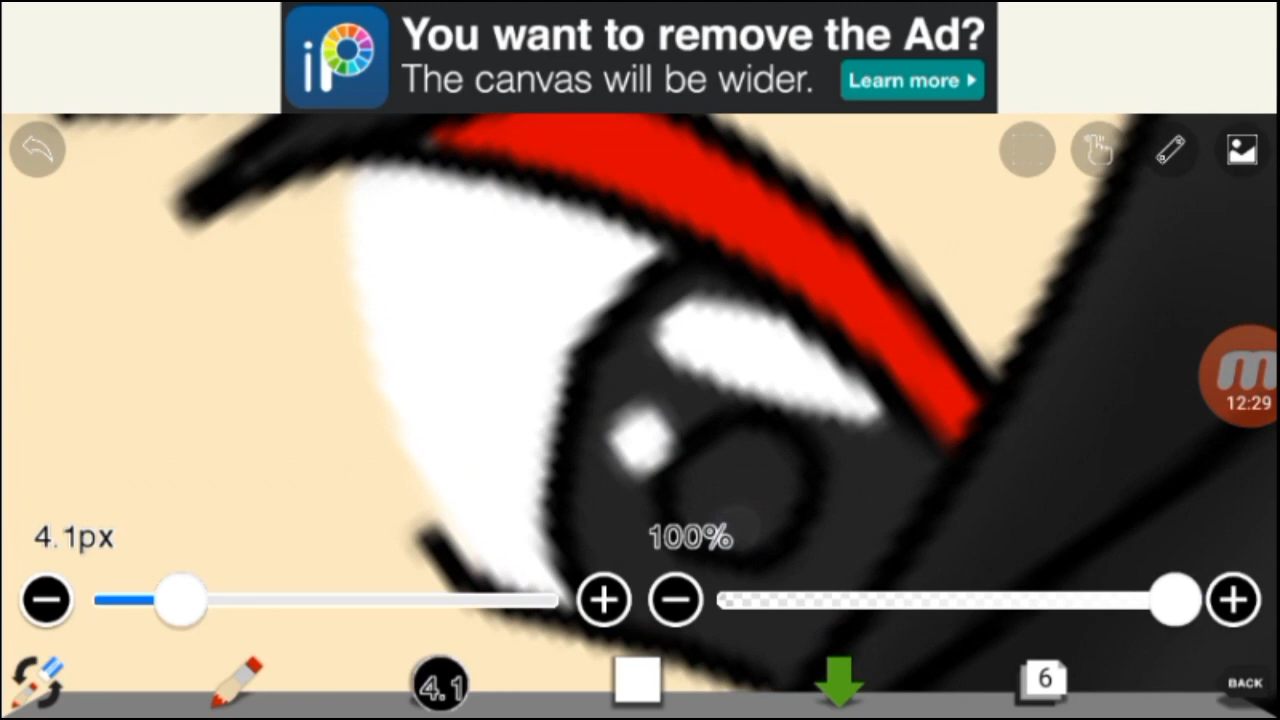 iP
You want to remove the Ad?
The canvas will be wider.
Learn more
m
12:29
4.1px
100%
4.1
6
BACK